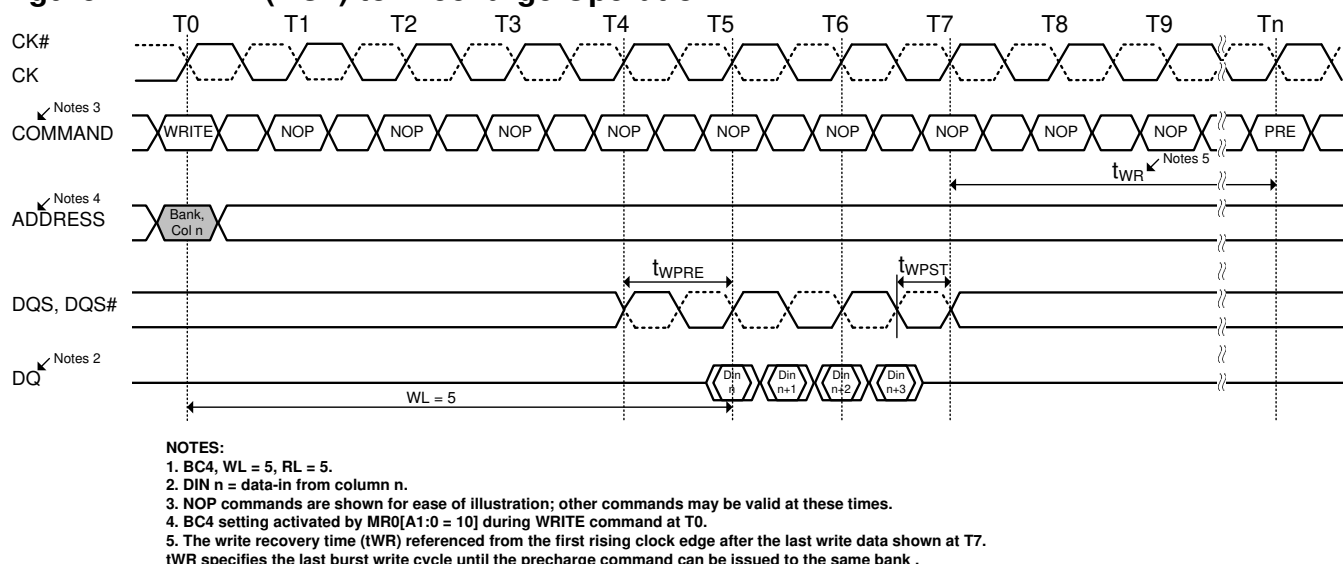 T0 T1 T2 T3 T4 T5 T6 T7 T8 T9 Tn
CK#
CK
Notes 3
COMMAND WRITE NOP NOP NOP NOP NOP NOP NOP NOP NOP PRE
tWR Notes 5
Notes 4
ADDRESS
Bank,
Col n
tWPRE tWPST
DQS, DQS#
Notes 2
DQ
Din
n
Din
n+1
Din
n+2
Din
n+3
WL = 5
NOTES:
1. BC4, WL = 5, RL = 5.
2. DIN n = data-in from column n.
3. NOP commands are shown for ease of illustration; other commands may be valid at these times.
4. BC4 setting activated by MR0[A1:0 = 10] during WRITE command at T0.
5. The write recovery time (tWR) referenced from the first rising clock edge after the last write data shown at T7.
tWR specifies the last burst write cycle until the precharge command can be issued to the same bank .